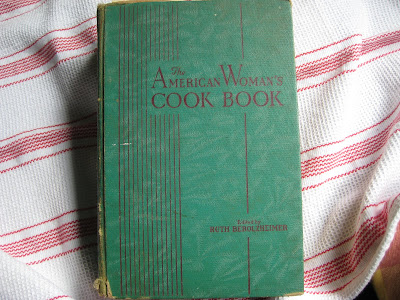 The
AMERICAN WOMAN'S
COOK BOOK
Edited by
RUTH BEROLZHEIMER